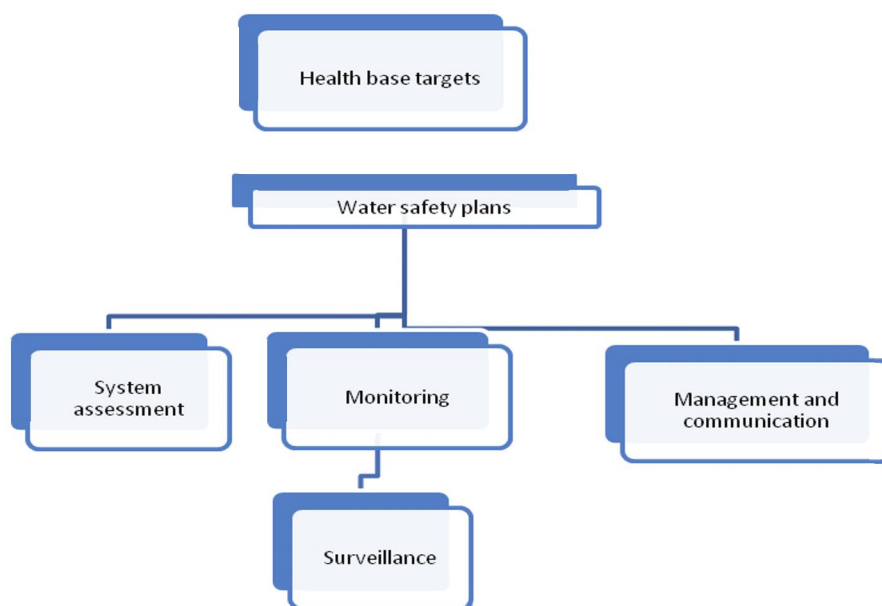 Health base targets
Water safety plans
System
assessment
Monitoring
Management and
communication
Surveillance